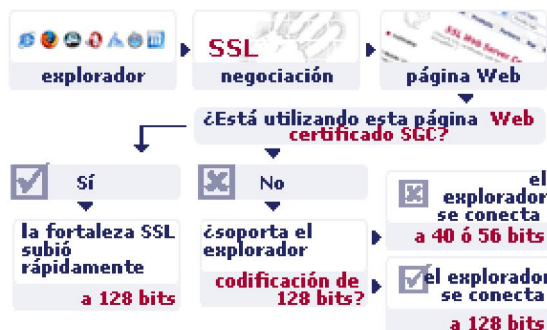 SSL
explorador
negociación
página Web
¿Está utilizando esta página Web
certificado SGC?
Sí
No
la fortaleza SSL
subió
rápidamente
a 128 bits
¿soporta el
explorador
codificación de
128 bits?
el
explorador
se conecta
a 40 ó 56 bits
el explorador
se conecta
a 128 bits